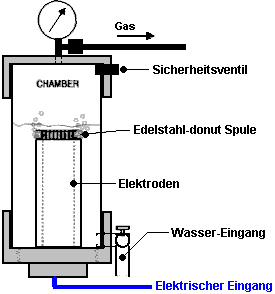 Gas
Sicherheitsventil
CHAMBER
Edelstahl-donut Spule
Elektroden
Wasser-Eingang
Elektrischer Eingang